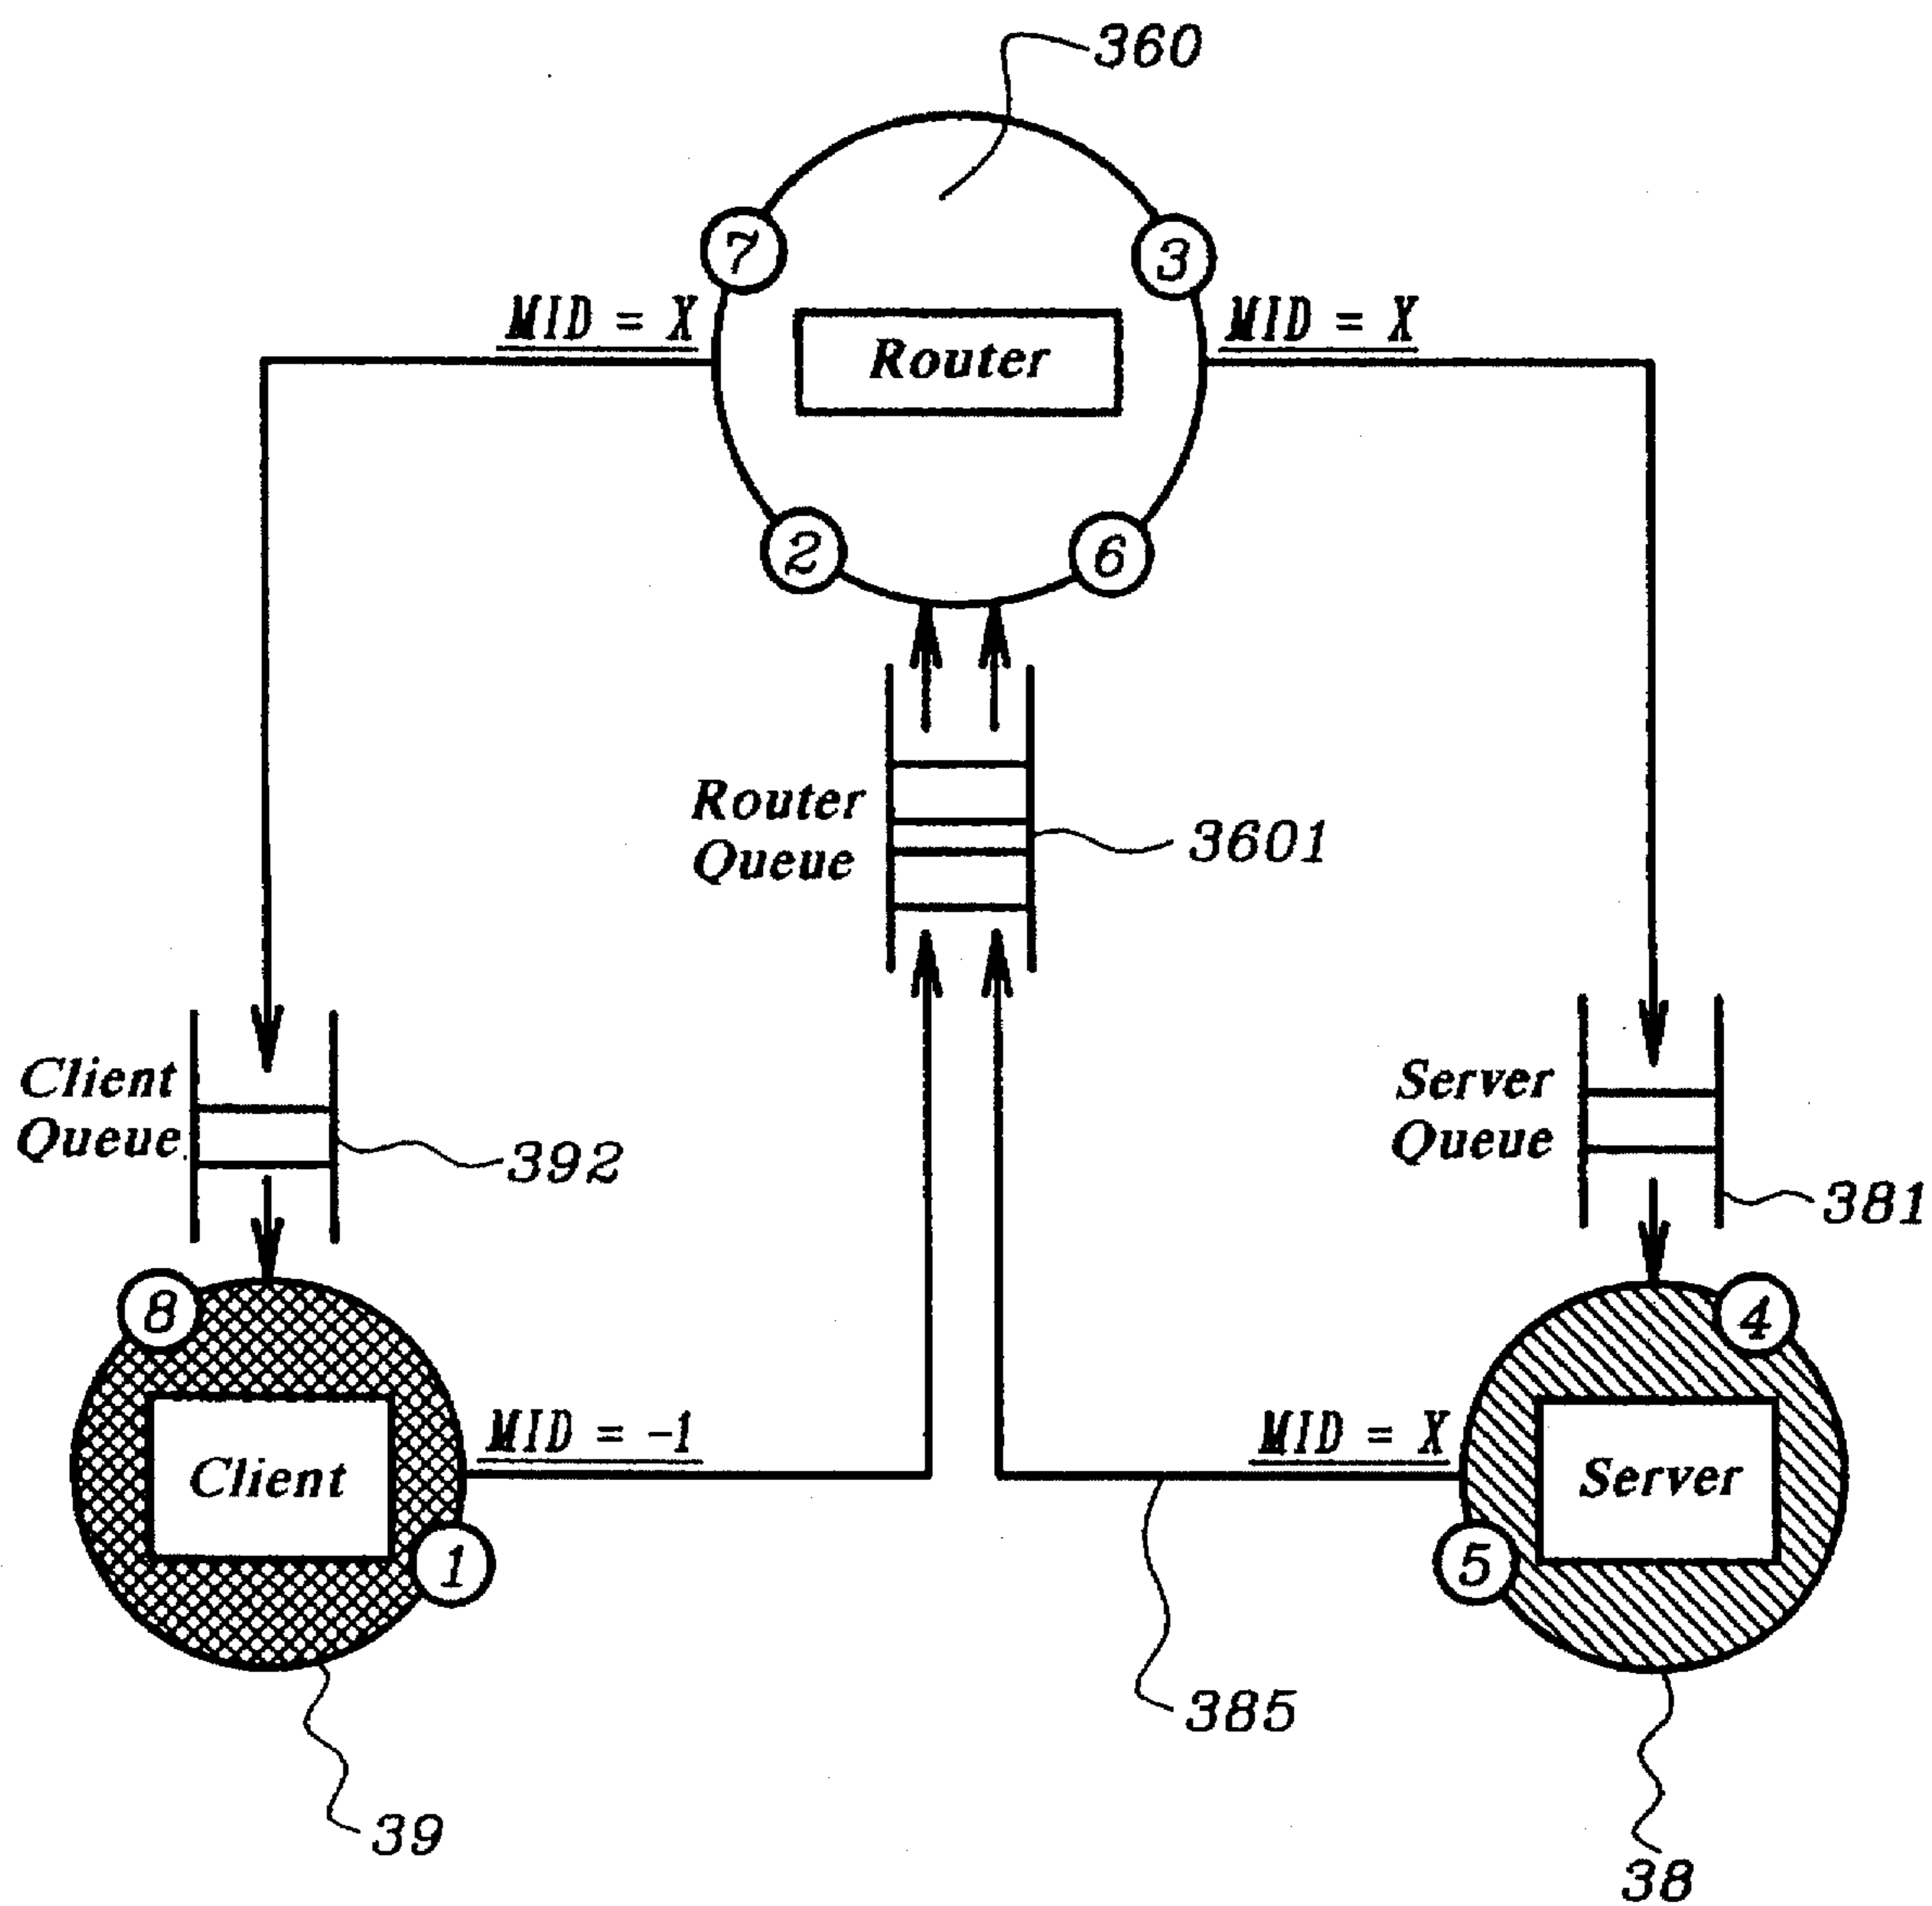 360
7
3
MID = X
MID = X
Router
2
6
Router
Queue
3601
Client
Queue
392
Server
Queue
381
8
4
MID = -1
MID = X
Client
Server
1
5
385
39
38